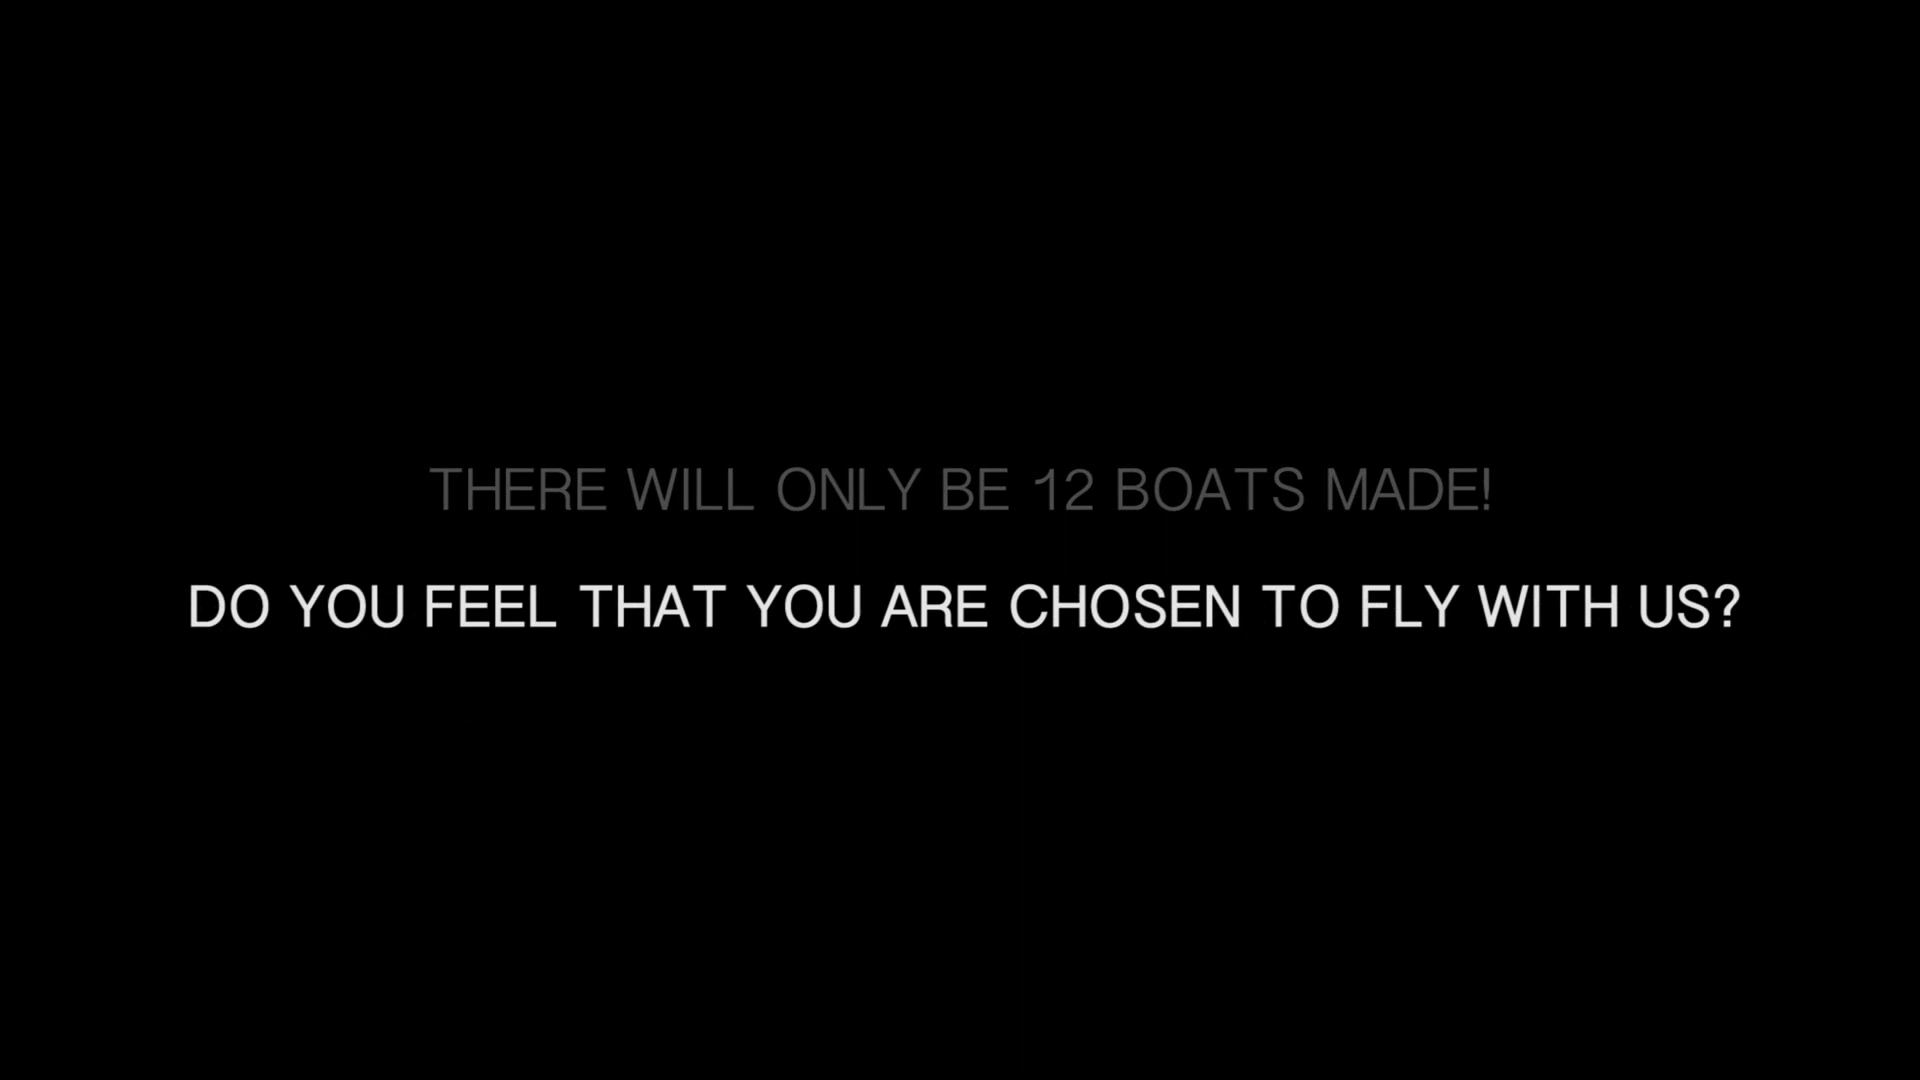 THERE WILL ONLY BE 12 BOATS MADE!
DO YOU FEEL THAT YOU ARE CHOSEN TO FLY WITH US?